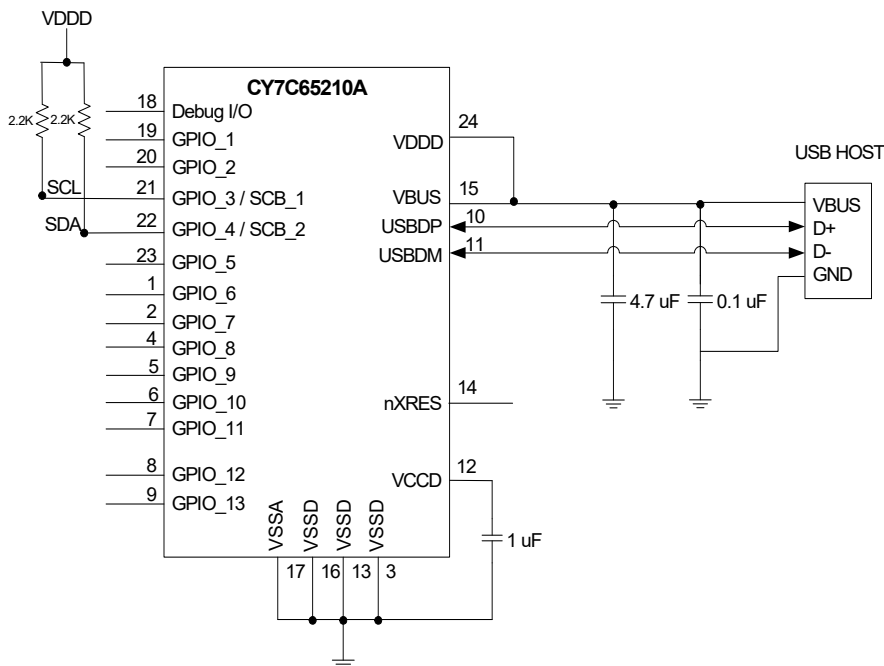 VDDD
2.2K
2.2K
SCL
SDA
CY7C65210A
18
Debug I/O
19
GPIO_1
20
GPIO_2
21
GPIO_3 / SCB_1
22
GPIO_4 / SCB_2
23
GPIO_5
1
GPIO_6
2
GPIO_7
4
GPIO_8
5
GPIO_9
6
GPIO_10
7
GPIO_11
8
GPIO_12
9
GPIO_13
VDDD
24
VBUS
15
USBDP
10
USBDM
11
nXRES
14
VCCD
12
VSSA
VSSD
VSSD
VSSD
17
16
13
3
1 uF
4.7 uF
0.1 uF
USB HOST
VBUS
D+
D-
GND